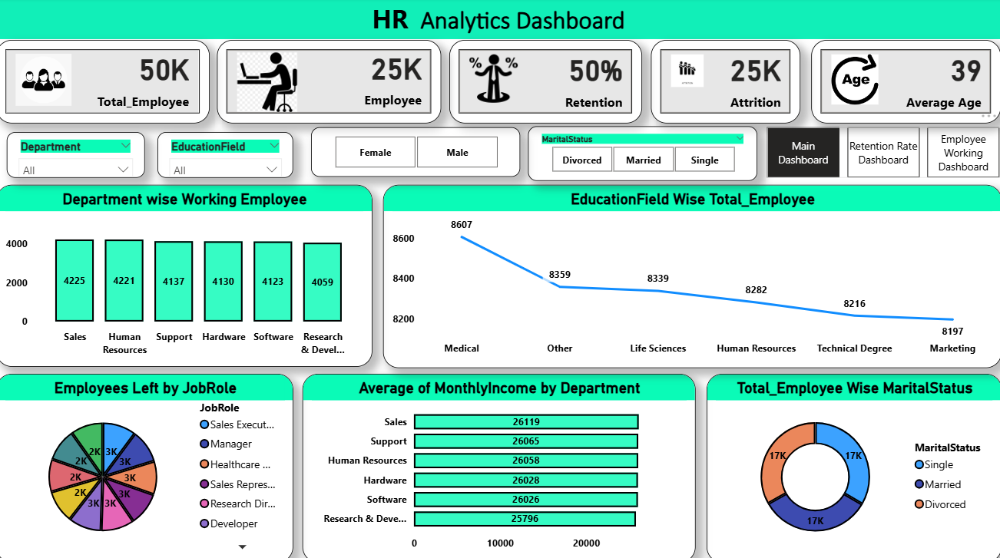 HR Analytics Dashboard
50K
Total_Employee
25K
Employee
% %
50%
Retention
25K
Attrition
Age
39
Average Age
Department
All
EducationField
All
Female
Male
MaritalStatus
Divorced
Married
Single
Main
Dashboard
Retention Rate
Dashboard
Employee
Working
Dashboard
Department wise Working Employee
4000
2000
0
4225
4221
4137
4130
4123
4059
Sales
Human
Resources
Support
Hardware
Software
Research
& Devel...
EducationField Wise Total_Employee
8600
8400
8200
8607
8359
8339
8282
8216
8197
Medical
Other
Life Sciences
Human Resources
Technical Degree
Marketing
Employees Left by JobRole
3K
3K
3K
3K
3K
3K
2K
2K
2K
2K
JobRole
Sales Execut...
Manager
Healthcare ...
Sales Repres...
Research Dir...
Developer
Average of MonthlyIncome by Department
Sales
26119
Support
26065
Human Resources
26058
Hardware
26028
Software
26026
Research & Deve...
25796
0
10000
20000
Total_Employee Wise MaritalStatus
17K
17K
17K
MaritalStatus
Single
Married
Divorced